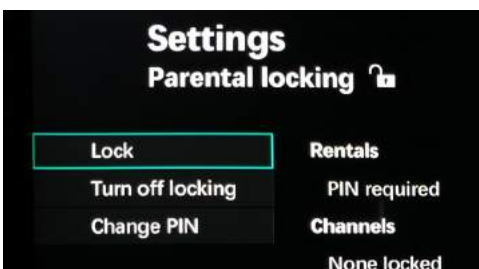 Settings
Parental locking
Lock
Turn off locking
Change PIN
Rentals
PIN required
Channels
None locked